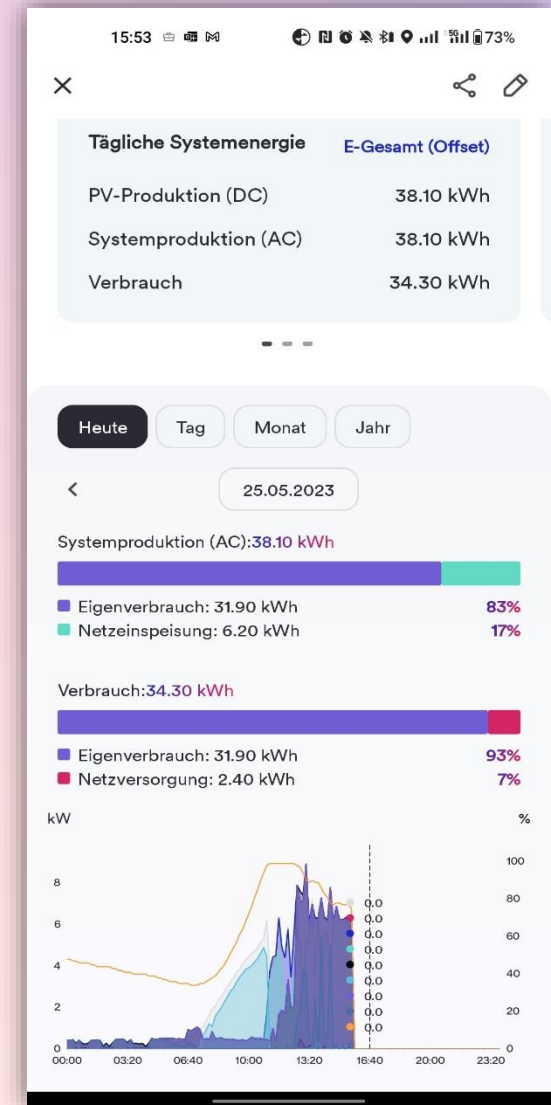 15:53
5G
73%
Tägliche Systemenergie E-Gesamt (Offset)
PV-Produktion (DC) 38.10 kWh
Systemproduktion (AC) 38.10 kWh
Verbrauch 34.30 kWh
Heute Tag Monat Jahr
25.05.2023
Systemproduktion (AC):38.10 kWh
Eigenverbrauch: 31.90 kWh 83%
Netzeinspeisung: 6.20 kWh 17%
Verbrauch:34.30 kWh
Eigenverbrauch: 31.90 kWh 93%
Netzversorgung: 2.40 kWh 7%
kW %
100
8
80
0.0
0.0
6
0.0
60
0.0
4
0.0
40
0.0
0.0
2
0.0
20
0.0
0 0
00:00 03:20 06:40 10:00 13:20 16:40 20:00 23:20